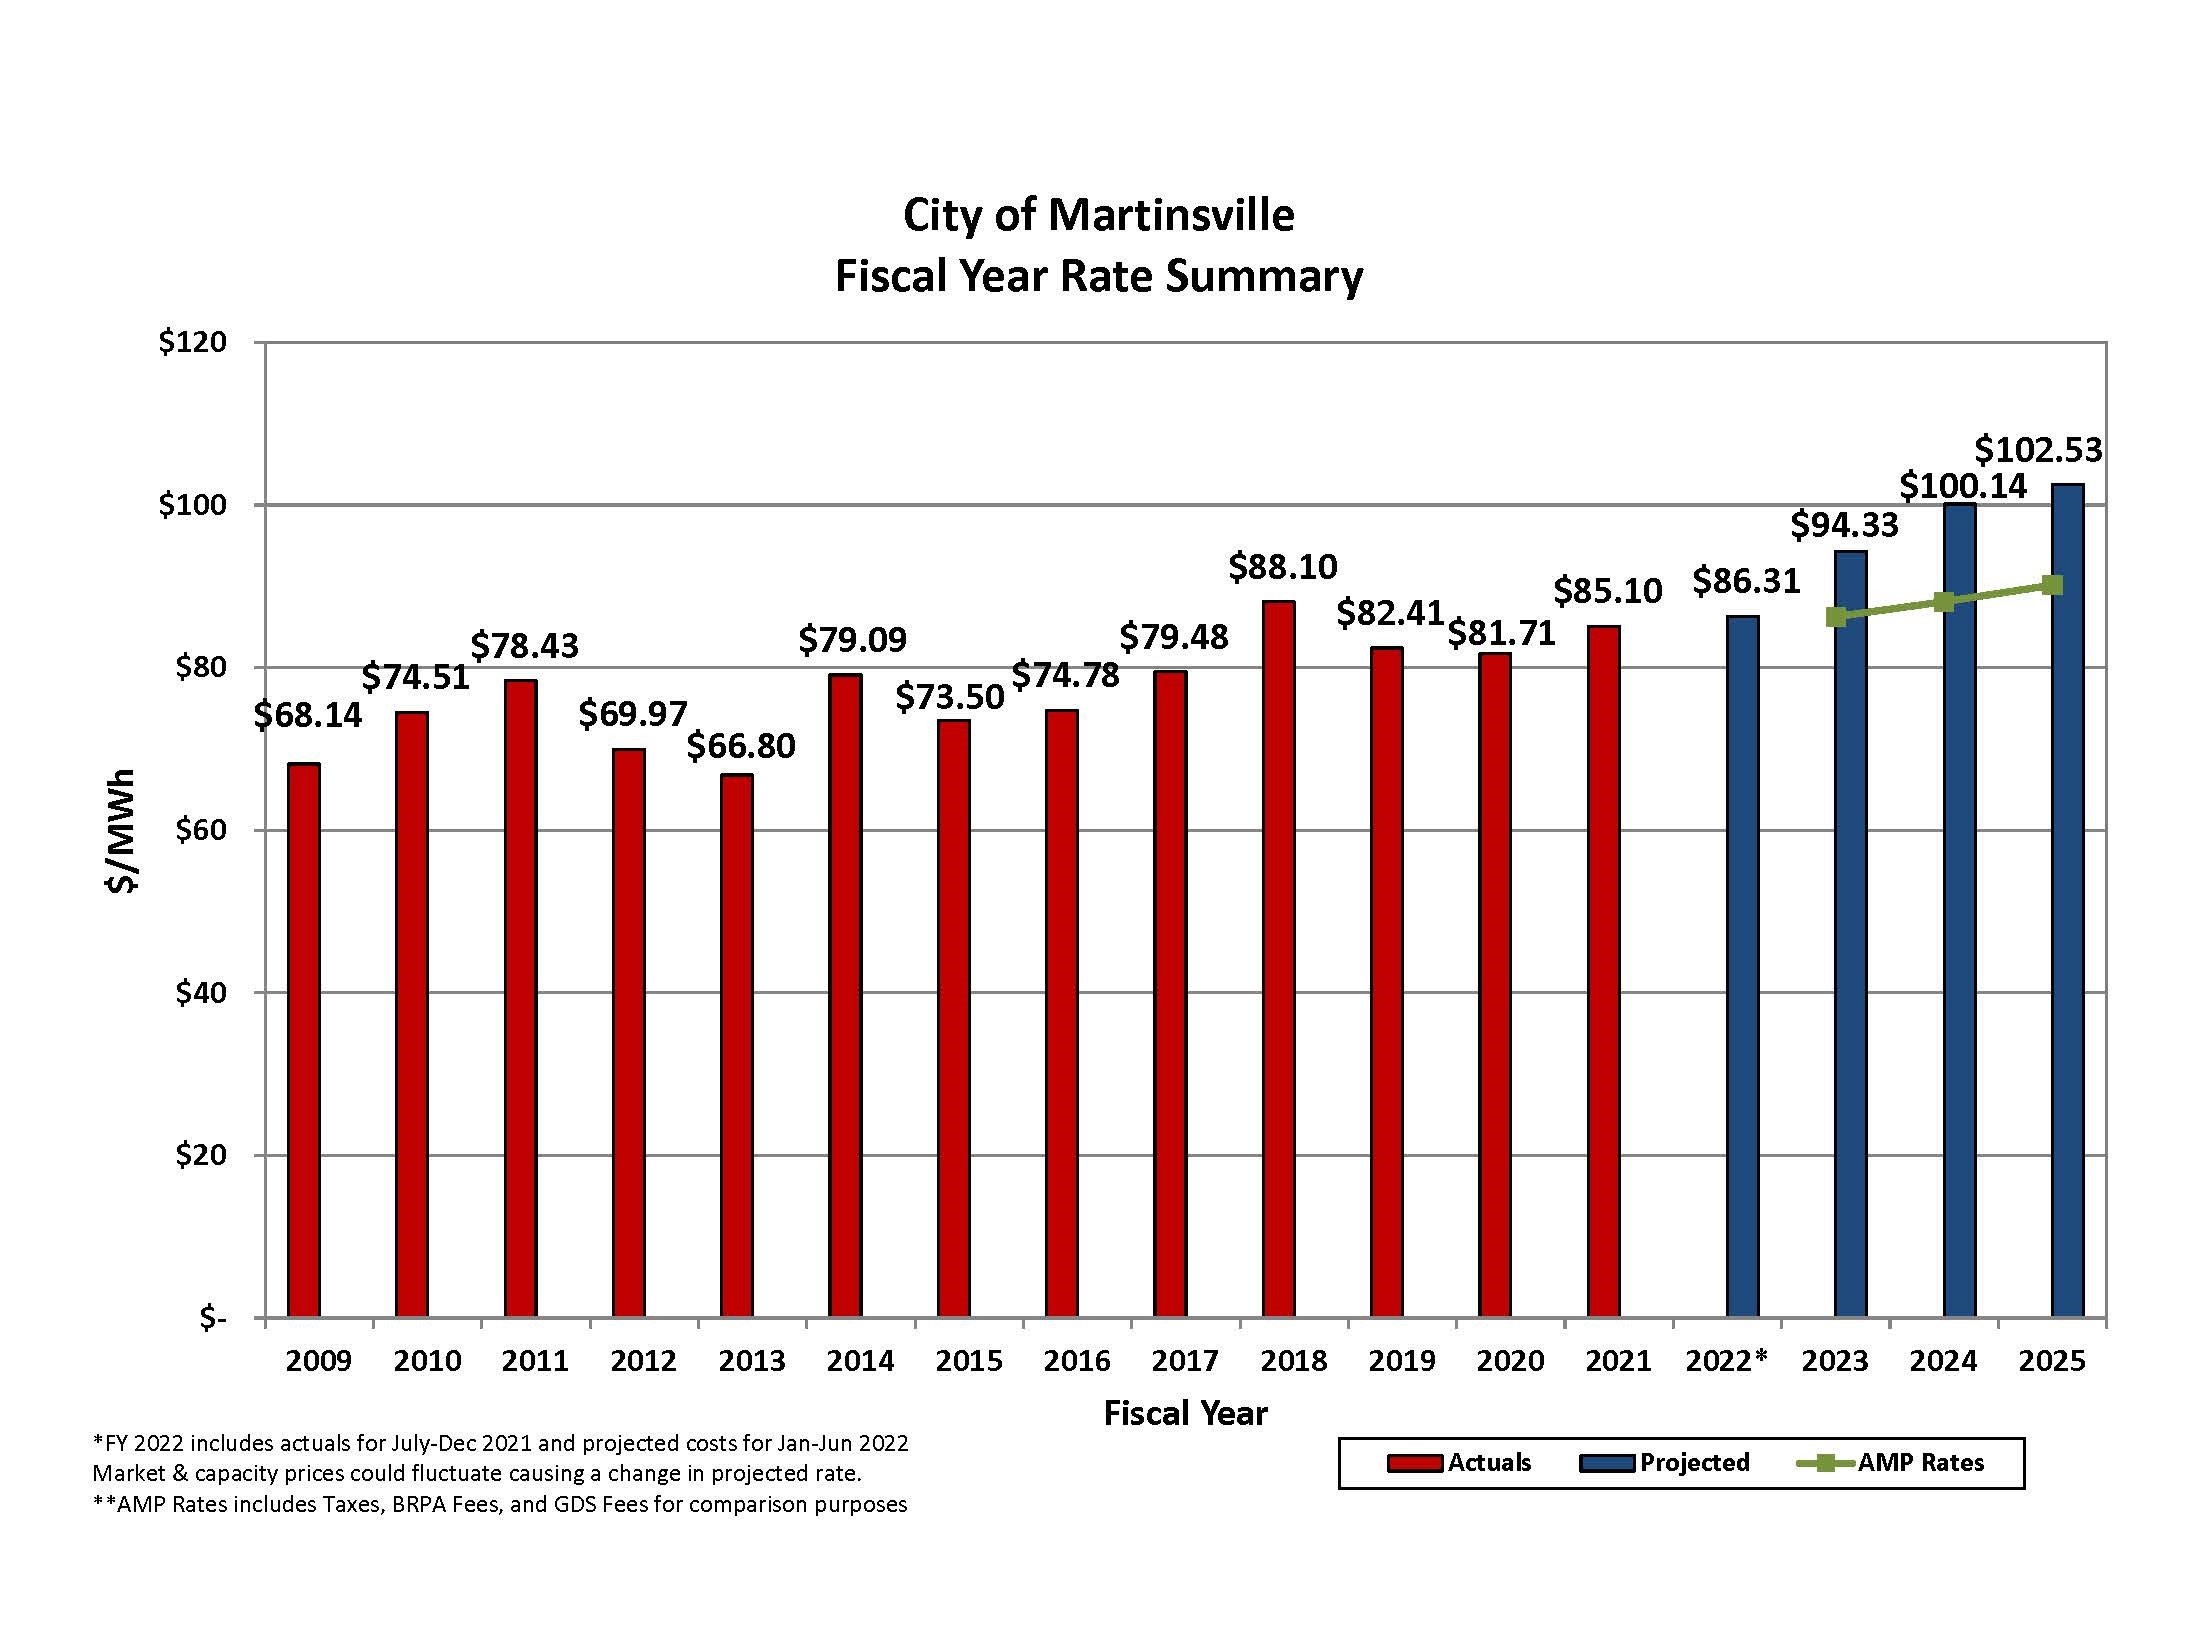 City of Martinsville
Fiscal Year Rate Summary
$120
$100
$80
$60
$40
$20
$-
$/MWh
$68.14
$74.51
$78.43
$69.97
$66.80
$79.09
$73.50
$74.78
$79.48
$88.10
$82.41
$81.71
$85.10
$86.31
$94.33
$100.14
$102.53
2009 2010 2011 2012 2013 2014 2015 2016 2017 2018 2019 2020 2021 2022* 2023 2024 2025
Fiscal Year
*FY 2022 includes actuals for July-Dec 2021 and projected costs for Jan-Jun 2022
Market & capacity prices could fluctuate causing a change in projected rate.
**AMP Rates includes Taxes, BRPA Fees, and GDS Fees for comparison purposes
Actuals Projected AMP Rates